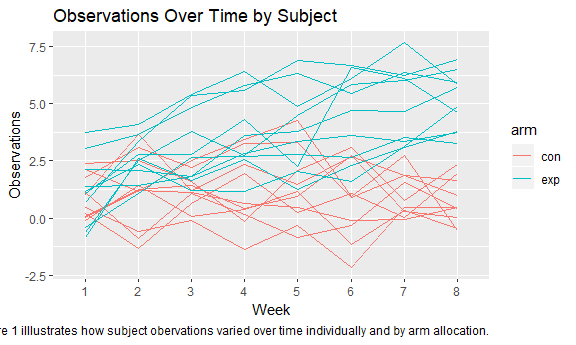 Observations Over Time by Subject
7.5
5.0
2.5
0.0
-2.5
Observations
1 2 3 4 5 6 7 8
Week
arm
con
exp
re 1 illlustrates how subject obervations varied over time individually and by arm allocation.